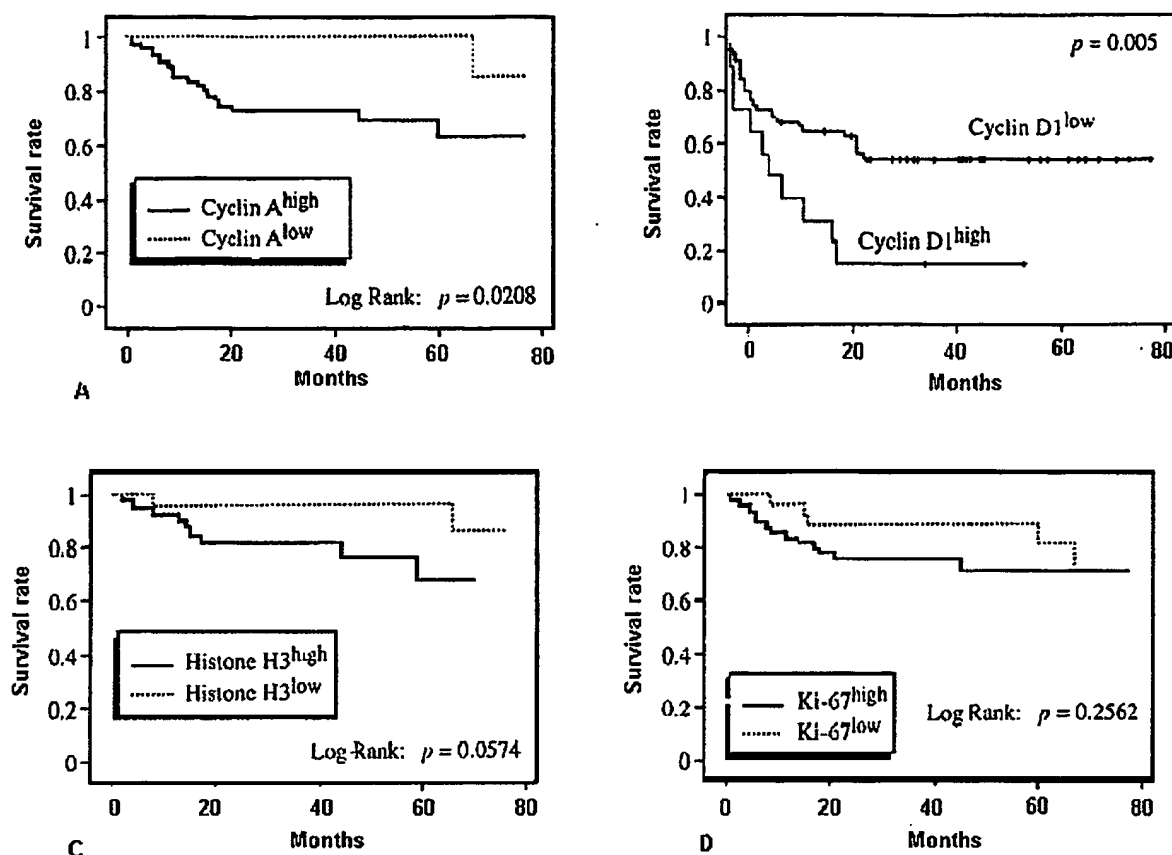 1
0.8
0.6
0.4
0.2
0
Survival rate
Cyclin A^high
Cyclin A^low
Log Rank: p = 0.0208
0 20 40 60 80
Months
A
1
0.8
0.6
0.4
0.2
0
Survival rate
p = 0.005
Cyclin D1^low
Cyclin D1^high
0 20 40 60 80
Months
1
0.8
0.6
0.4
0.2
0
Survival rate
Histone H3^high
Histone H3^low
Log Rank: p = 0.0574
0 20 40 60 80
Months
C
1
0.8
0.6
0.4
0.2
0
Survival rate
Ki-67^high
Ki-67^low
Log Rank: p = 0.2562
0 20 40 60 80
Months
D